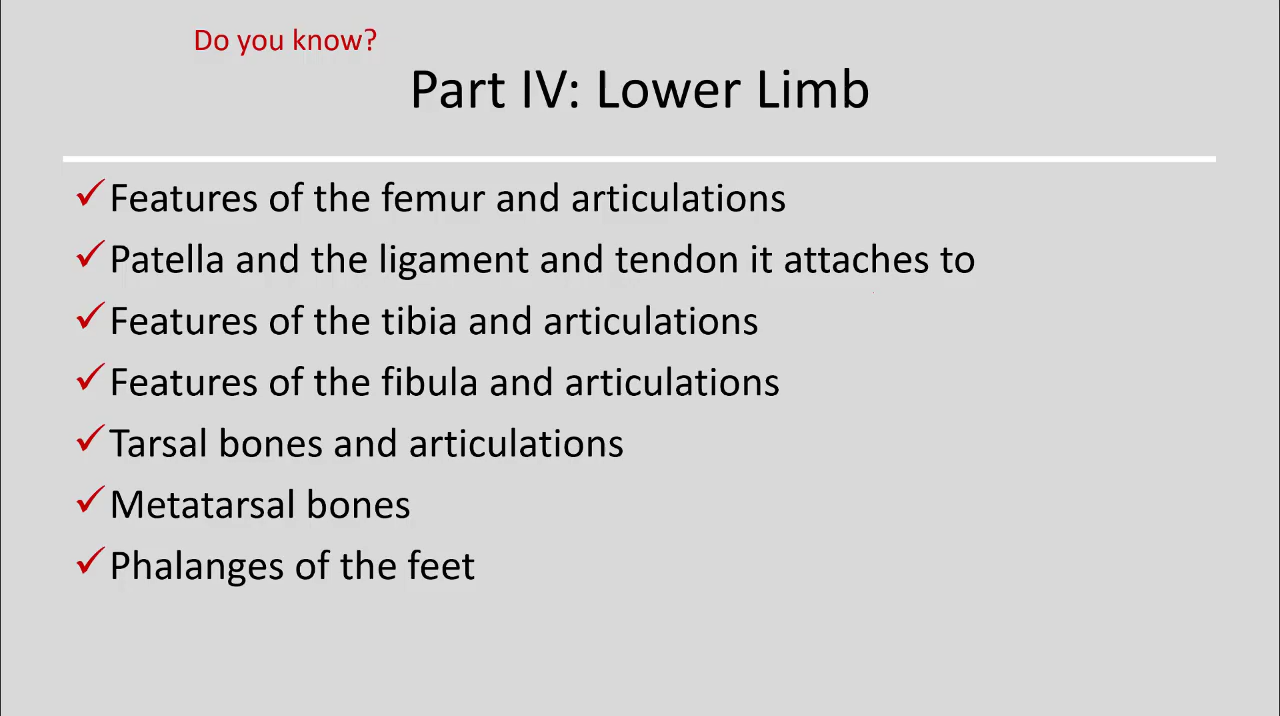 Do you know?
Part IV: Lower Limb
✓Features of the femur and articulations
✓Patella and the ligament and tendon it attaches to
✓Features of the tibia and articulations
✓Features of the fibula and articulations
✓Tarsal bones and articulations
✓Metatarsal bones
✓Phalanges of the feet